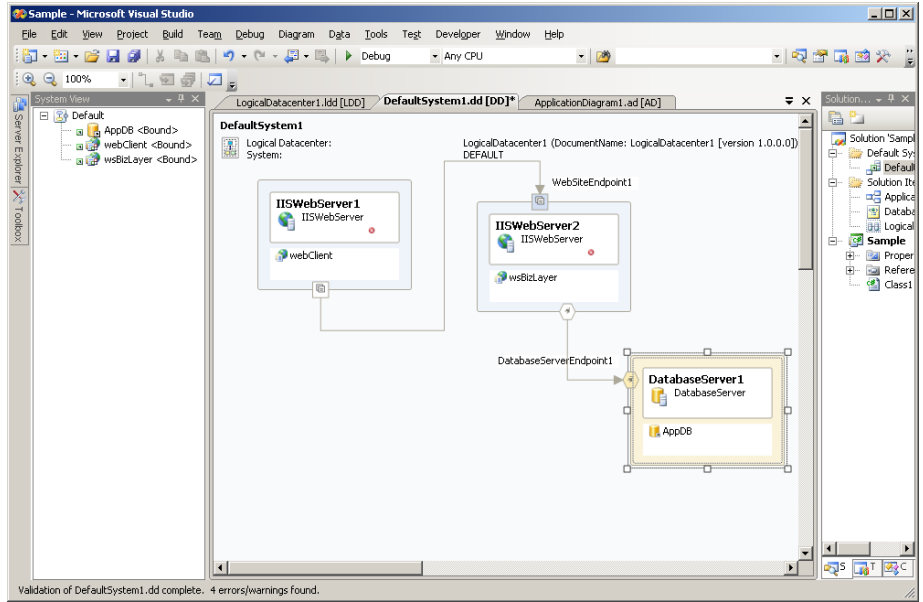 Sample - Microsoft Visual Studio
File Edit View Project Build Team Debug Diagram Data Tools Test Developer Window Help
Debug Any CPU
100%
System View
LogicalDatacenter1.ldd [LDD] DefaultSystem1.dd [DD]* ApplicationDiagram1.ad [AD]
Solution...
Server Explorer
Toolbox
Default
AppDB <Bound>
webClient <Bound>
wsBizLayer <Bound>
DefaultSystem1
Logical Datacenter: LogicalDatacenter1 (DocumentName: LogicalDatacenter1 [version 1.0.0.0])
System: DEFAULT
WebSiteEndpoint1
IISWebServer1
IISWebServer
webClient
IISWebServer2
IISWebServer
wsBizLayer
DatabaseServerEndpoint1
DatabaseServer1
DatabaseServer
AppDB
Solution 'Sampl
Default Sy
Defaul
Solution Ite
Applica
Databa
Logical
Sample
Proper
Refere
Class1
S T C
Validation of DefaultSystem1.dd complete. 4 errors/warnings found.